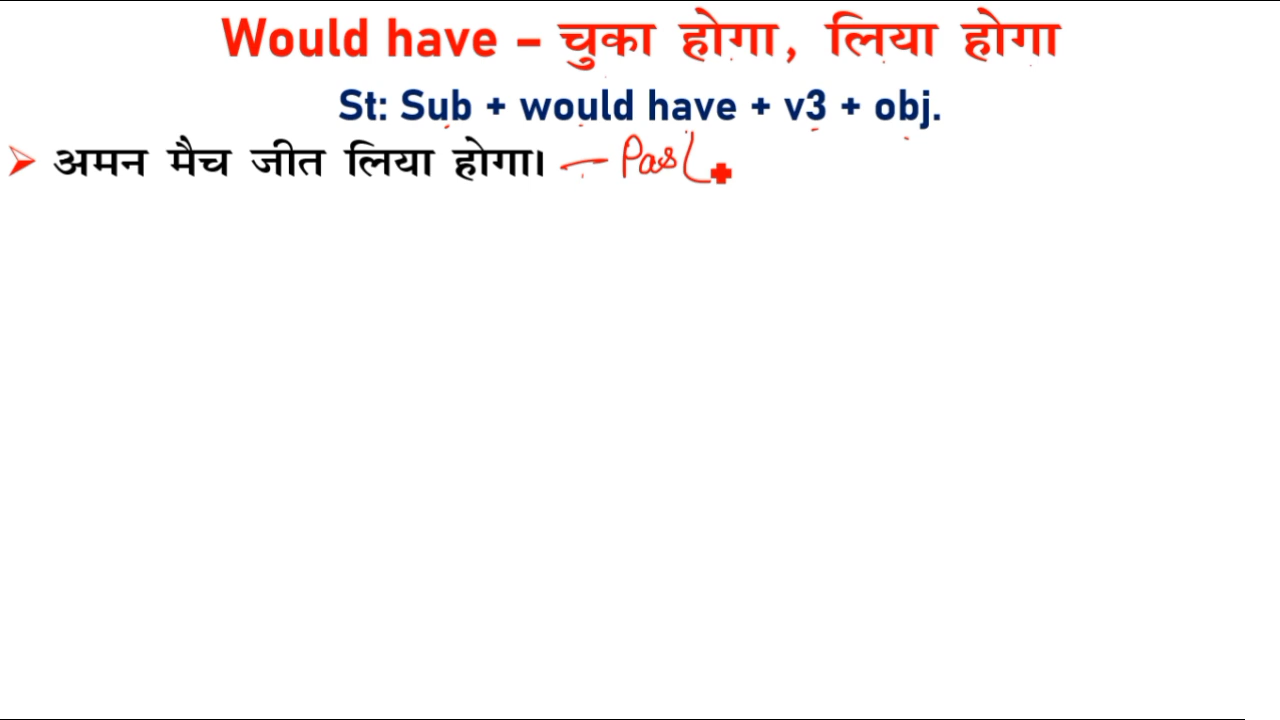 Would have – चुका होगा, लिया होगा
St: Sub + would have + v3 + obj.
➤ अमन मैच जीत लिया होगा। — Past